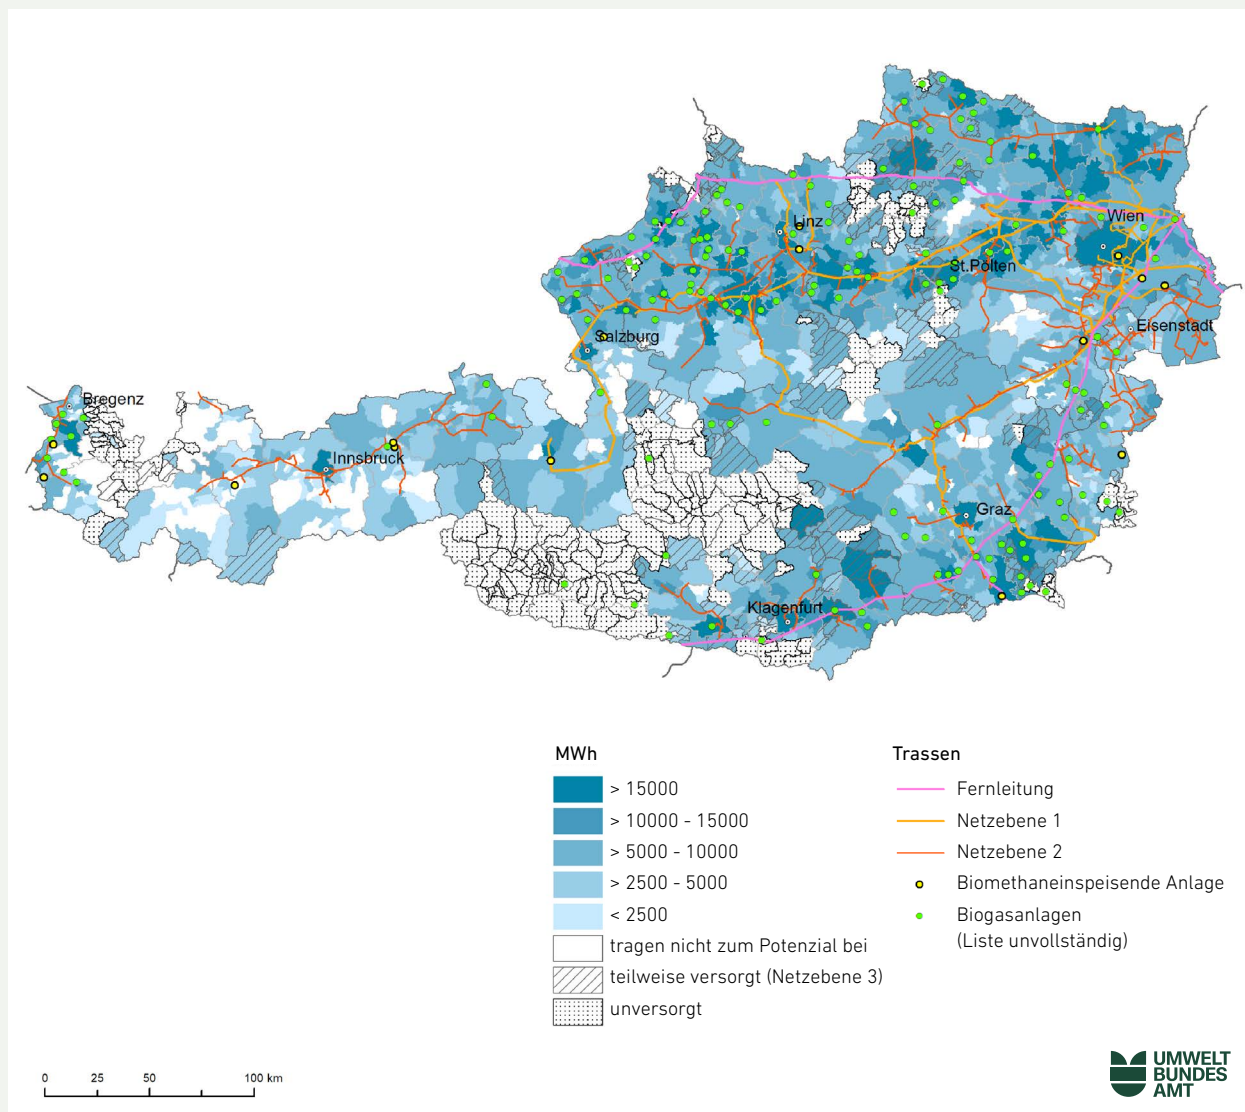 Linz
Wien
St.Pölten
Eisenstadt
Salzburg
Bregenz
Innsbruck
Graz
Klagenfurt
MWh
> 15000
> 10000 - 15000
> 5000 - 10000
> 2500 - 5000
< 2500
tragen nicht zum Potenzial bei
teilweise versorgt (Netzebene 3)
unversorgt
Trassen
Fernleitung
Netzebene 1
Netzebene 2
Biomethaneinspeisende Anlage
Biogasanlagen
(Liste unvollständig)
0 25 50 100 km
UMWELT
BUNDES
AMT